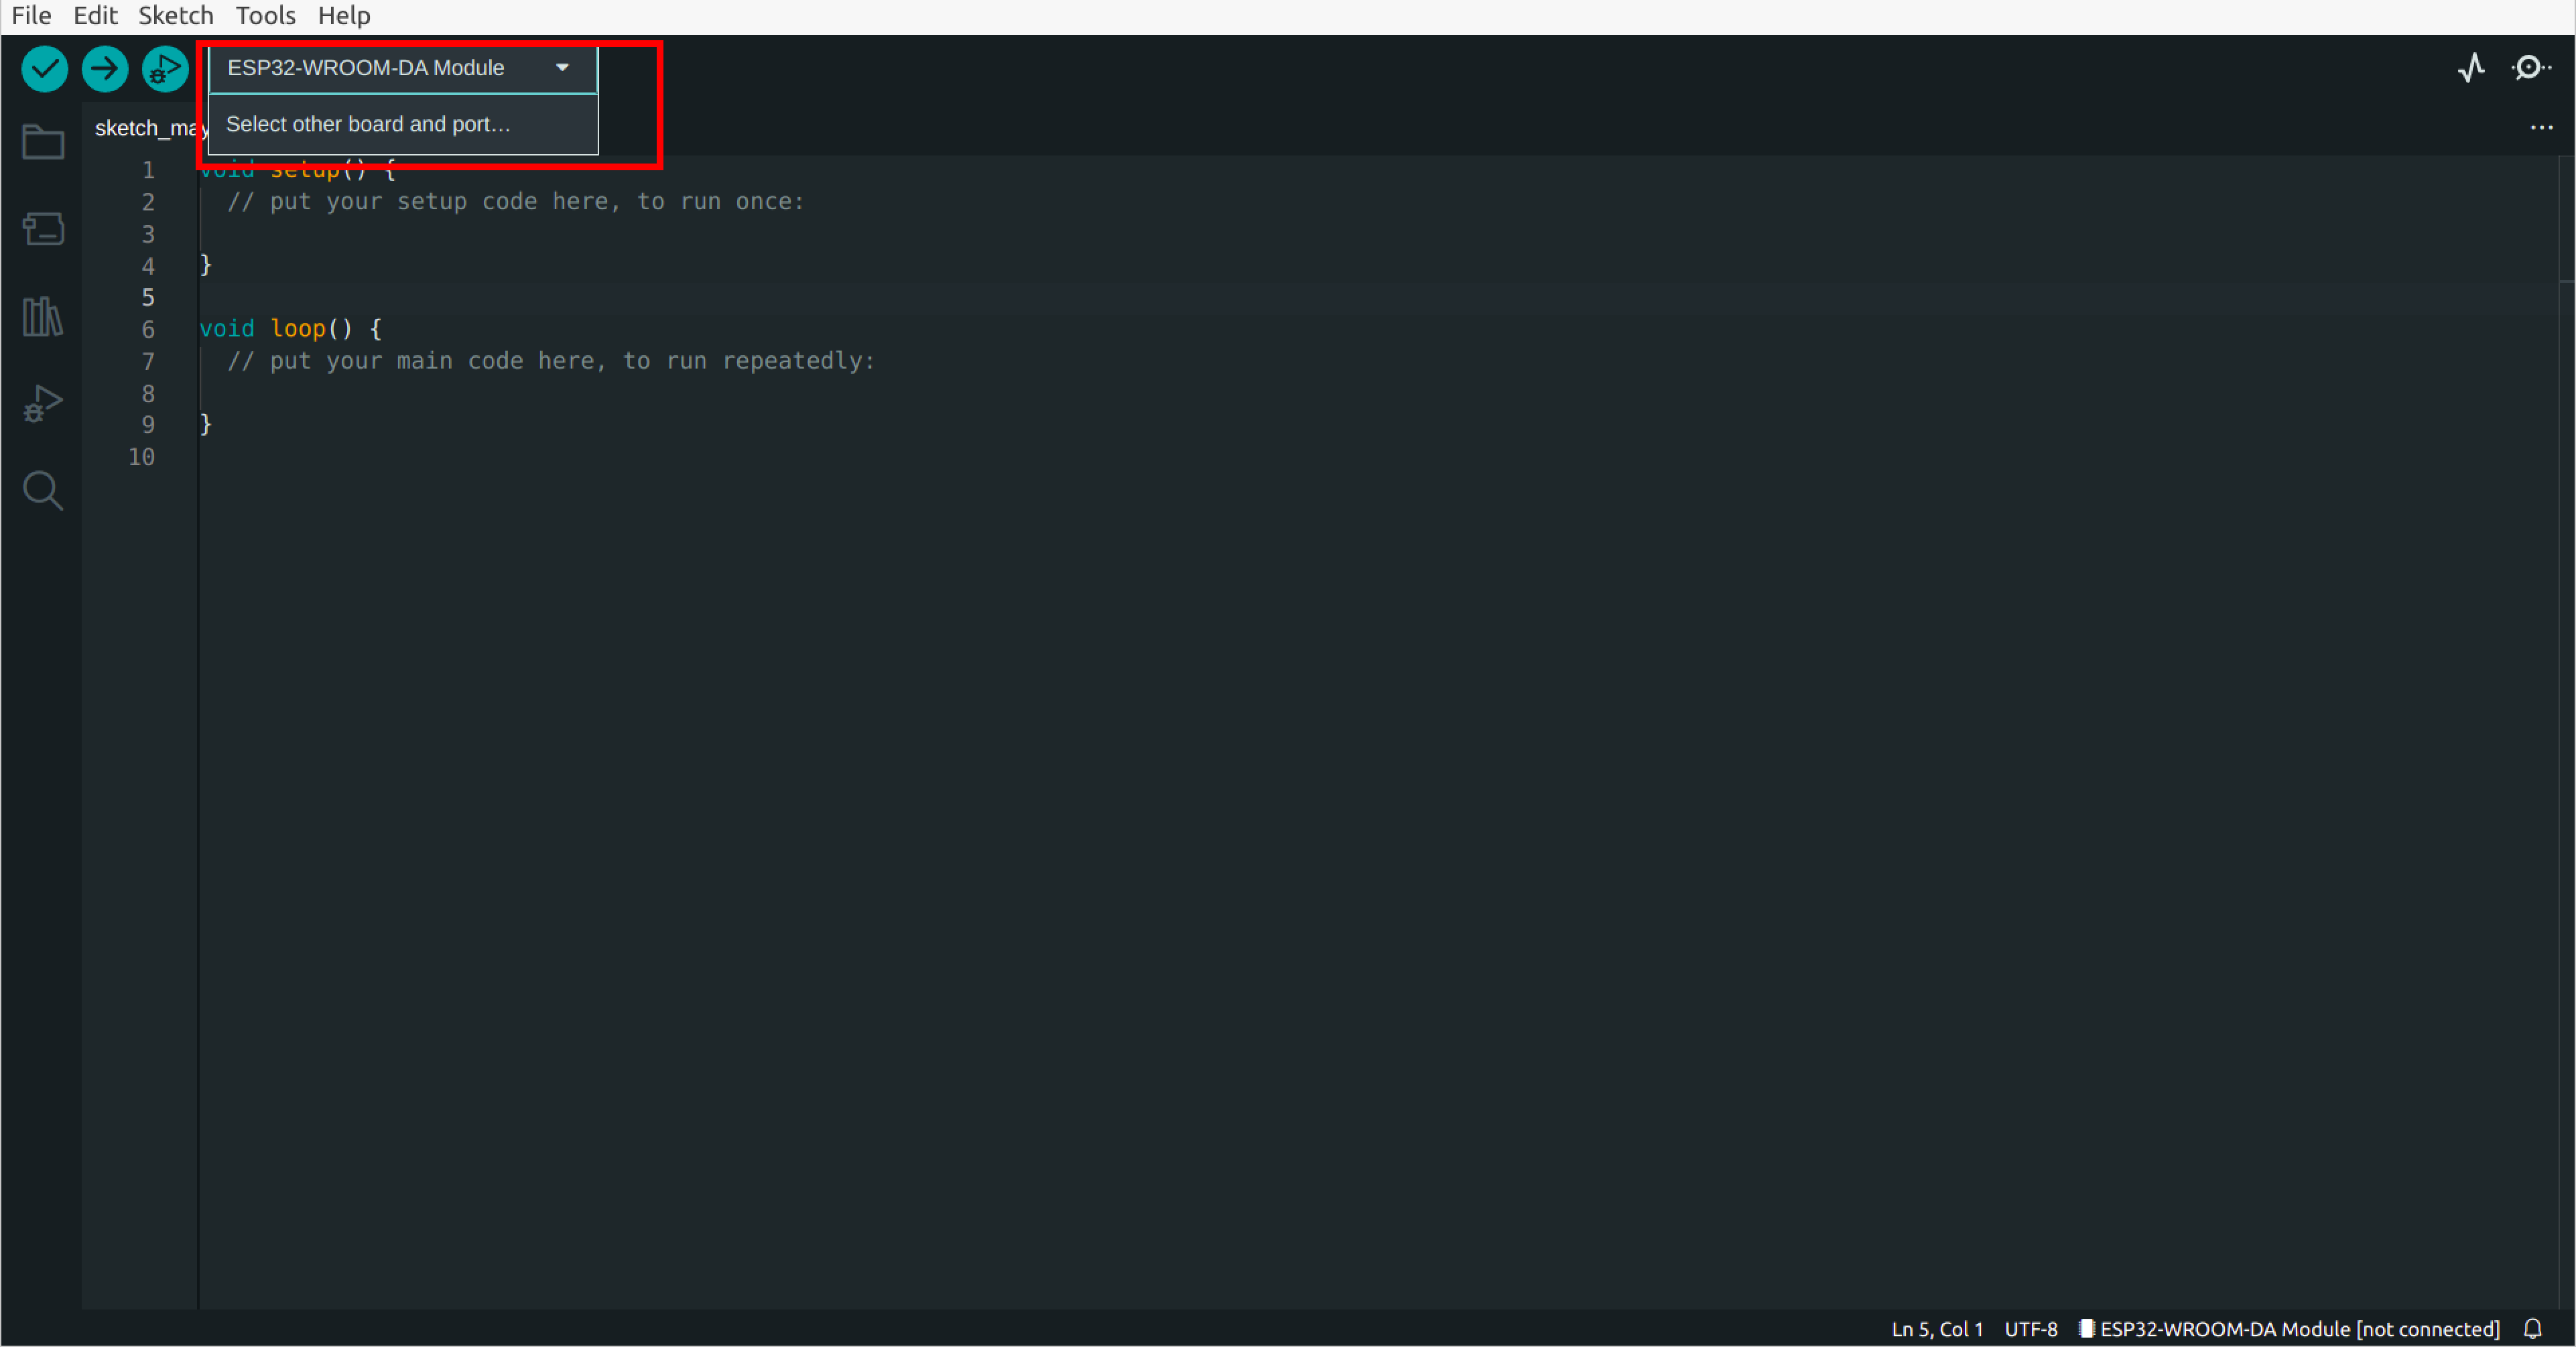 File Edit Sketch Tools Help
ESP32-WROOM-DA Module
Select other board and port…
sketch_may
1 void setup() {
2 // put your setup code here, to run once:
3
4 }
5
6 void loop() {
7 // put your main code here, to run repeatedly:
8
9 }
10
Ln 5, Col 1 UTF-8 ESP32-WROOM-DA Module [not connected]